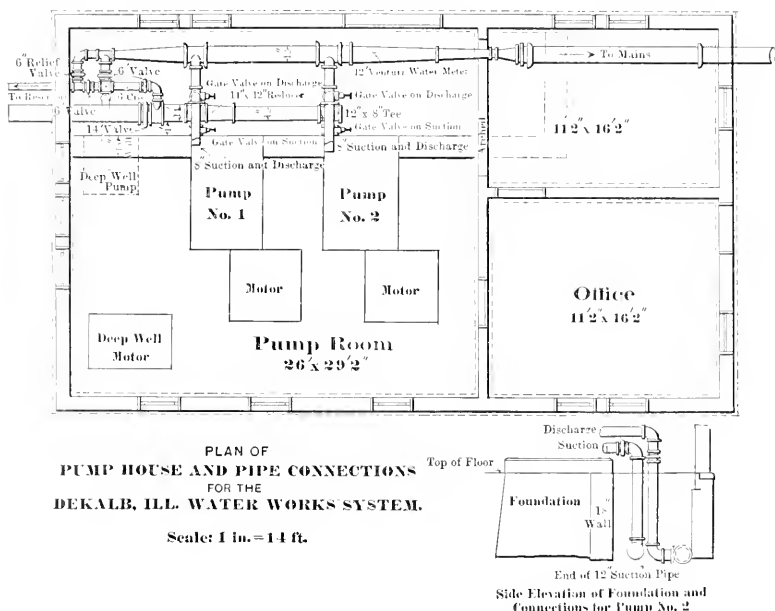 6" Relief
Valve
6" Valve
To Mains
12" Venturi Water Meter
Gate Valve on Discharge
11" x 12" Reducer
Gate Valve on Discharge
6" Valve
12" x 8" Tee
14" Valve
Gate Valve on Suction
Gate Valve on Suction
8" Suction and Discharge
8" Suction and Discharge
Arched
11'2" x 16'2"
Deep Well
Pump
Pump
No. 1
Pump
No. 2
Motor
Motor
Office
11'2" x 16'2"
Deep Well
Motor
Pump Room
26' x 29'2"
PLAN OF
PUMP HOUSE AND PIPE CONNECTIONS
FOR THE
DEKALB, ILL. WATER WORKS SYSTEM.
Scale: 1 in.=14 ft.
Discharge
Suction
Top of Floor
Foundation
18"
Wall
End of 12" Suction Pipe
Side Elevation of Foundation and
Connections for Pump No. 2